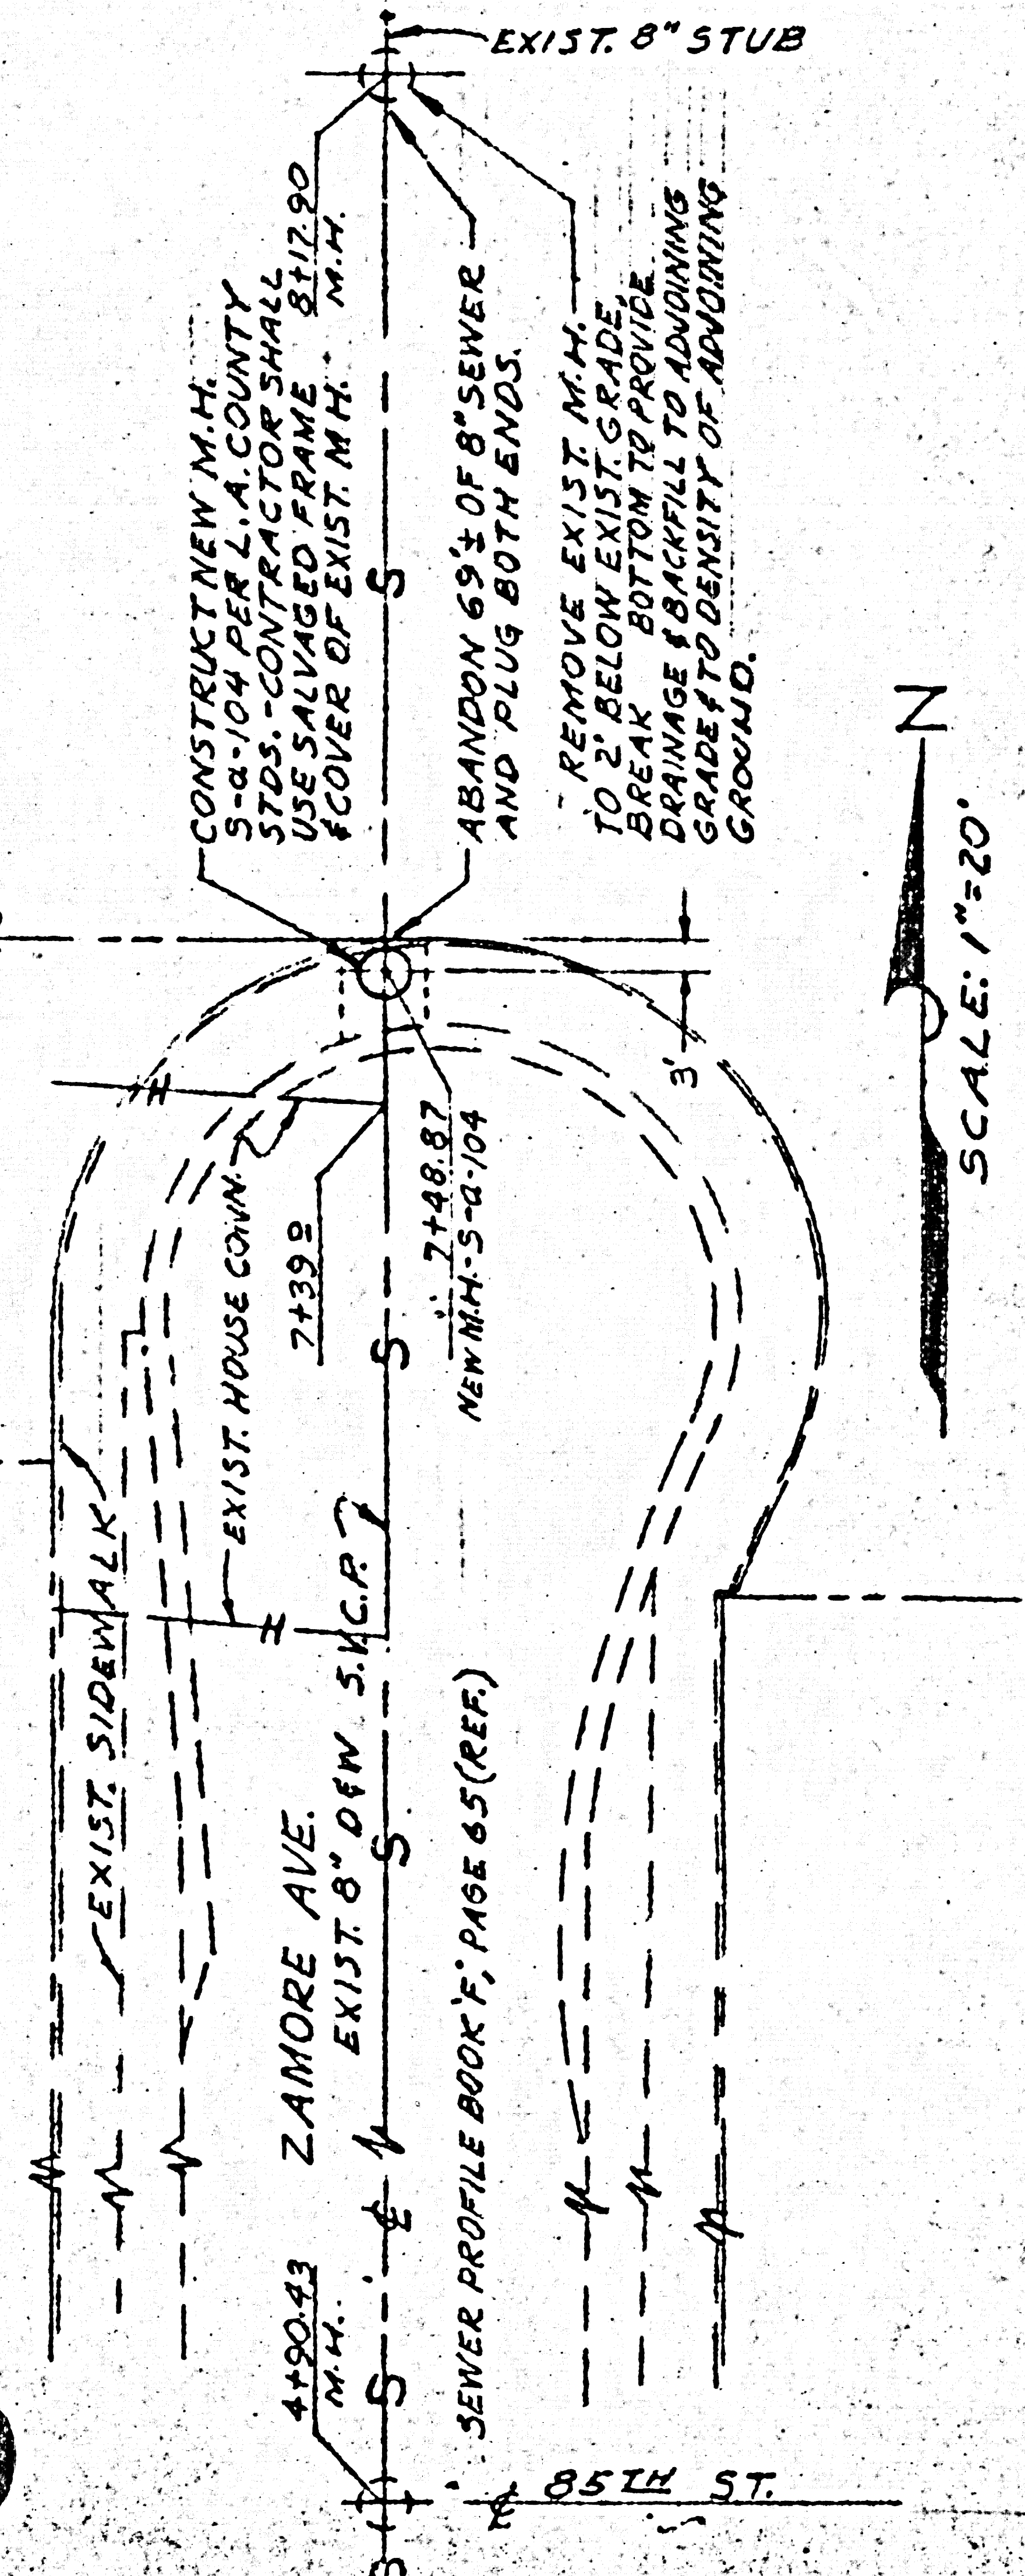 EXIST. 8" STUB
CONSTRUCT NEW M.H.
S-a-104 PER L.A. COUNTY
STDS. - CONTRACTOR SHALL
USE SALVAGED FRAME
& COVER OF EXIST. M.H.
8+17.90
M.H.
ABANDON 69'± OF 8" SEWER
AND PLUG BOTH ENDS.
REMOVE EXIST. M.H.
TO 2' BELOW EXIST. GRADE,
BREAK BOTTOM TO PROVIDE
DRAINAGE & BACKFILL TO ADJOINING
GRADE & TO DENSITY OF ADJOINING
GROUND.
N
SCALE: 1"=20'
3'
EXIST. HOUSE CONN.
7+39
7+48.87
NEW M.H.-S-a-104
S
S
S
S
EXIST. SIDEWALK
ZAMORE AVE.
EXIST. 8" D&W S.V.C.P.
SEWER PROFILE BOOK 'F', PAGE 65 (REF.)
4+90.43
M.H.
℄
℄ 85TH ST.